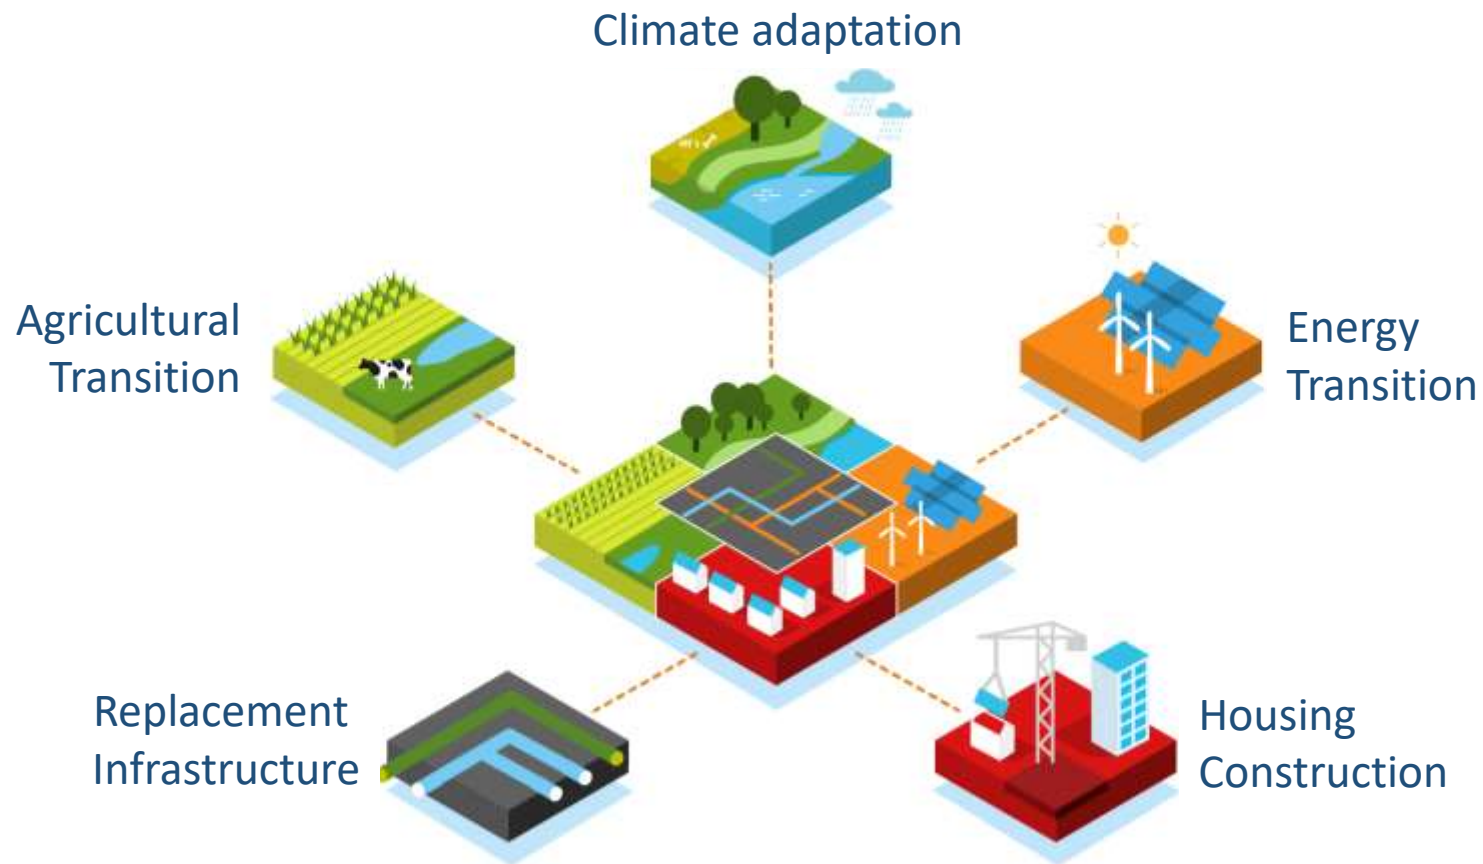 Climate adaptation
Agricultural
Transition
Energy
Transition
Replacement
Infrastructure
Housing
Construction